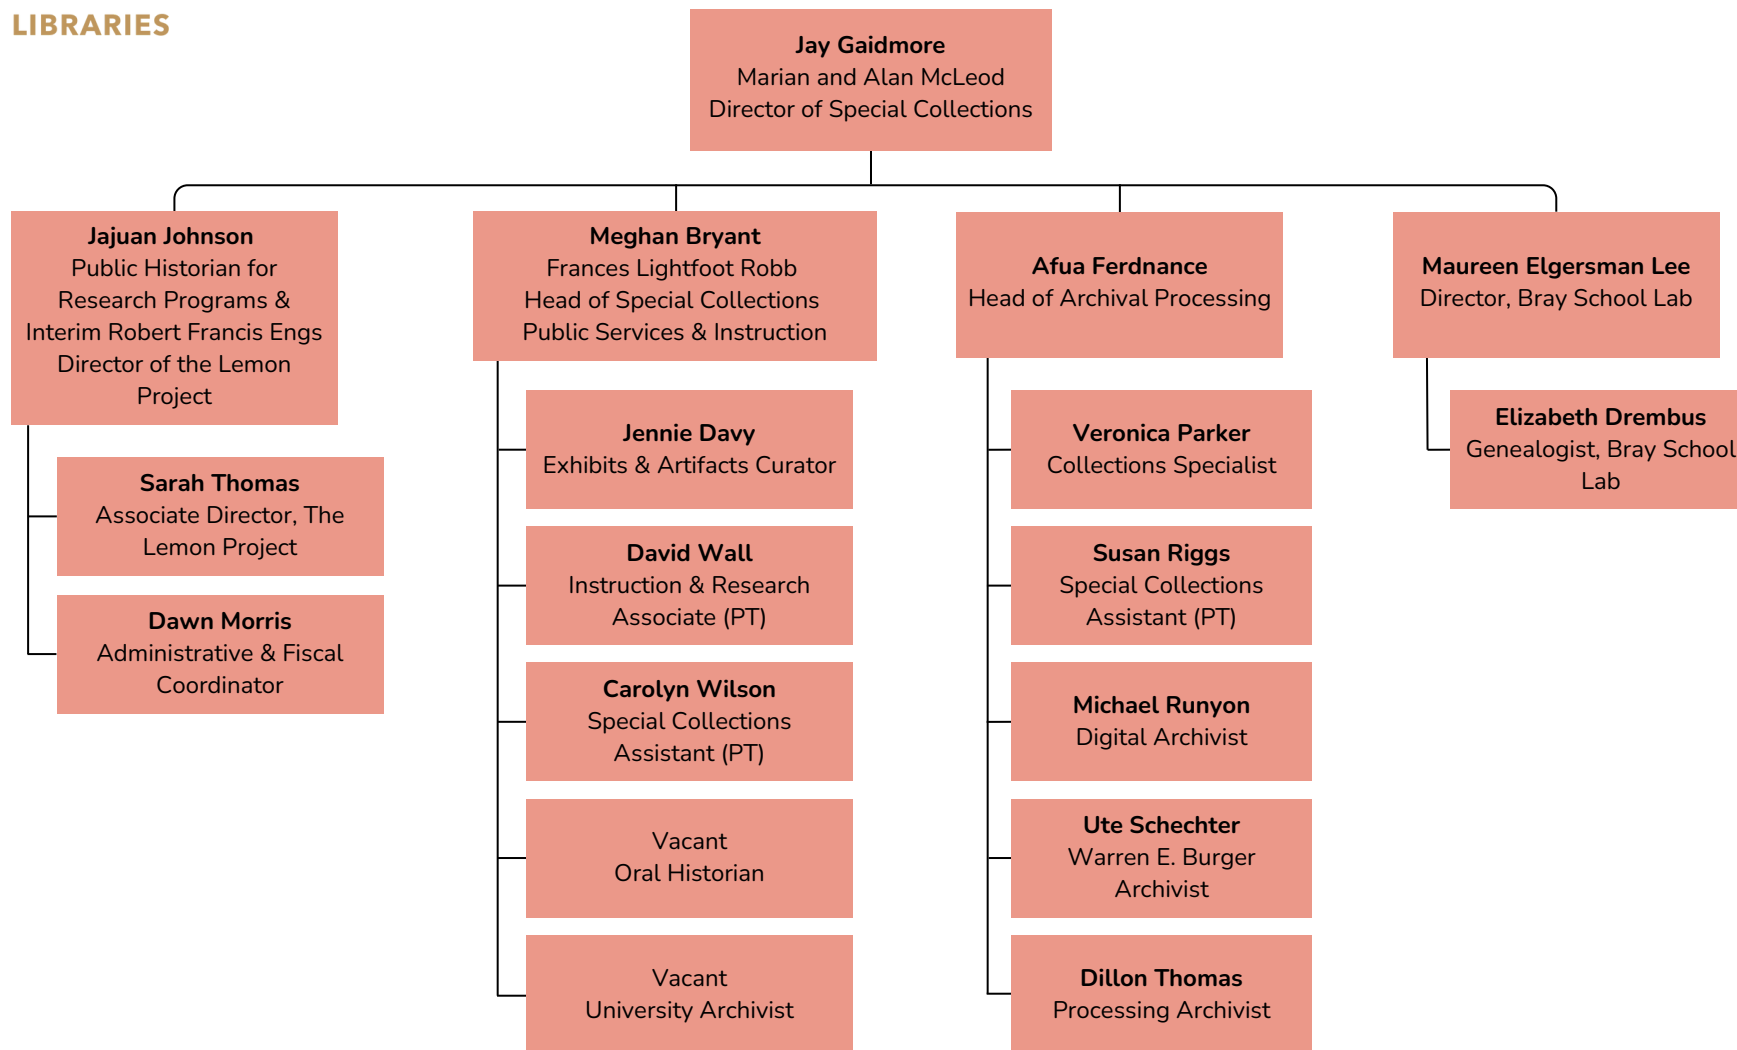 LIBRARIES
Jay Gaidmore
Marian and Alan McLeod
Director of Special Collections
Jajuan Johnson
Public Historian for
Research Programs &
Interim Robert Francis Engs
Director of the Lemon
Project
Sarah Thomas
Associate Director, The
Lemon Project
Dawn Morris
Administrative & Fiscal
Coordinator
Meghan Bryant
Frances Lightfoot Robb
Head of Special Collections
Public Services & Instruction
Jennie Davy
Exhibits & Artifacts Curator
David Wall
Instruction & Research
Associate (PT)
Carolyn Wilson
Special Collections
Assistant (PT)
Vacant
Oral Historian
Vacant
University Archivist
Afua Ferdnance
Head of Archival Processing
Veronica Parker
Collections Specialist
Susan Riggs
Special Collections
Assistant (PT)
Michael Runyon
Digital Archivist
Ute Schechter
Warren E. Burger
Archivist
Dillon Thomas
Processing Archivist
Maureen Elgersman Lee
Director, Bray School Lab
Elizabeth Drembus
Genealogist, Bray School
Lab